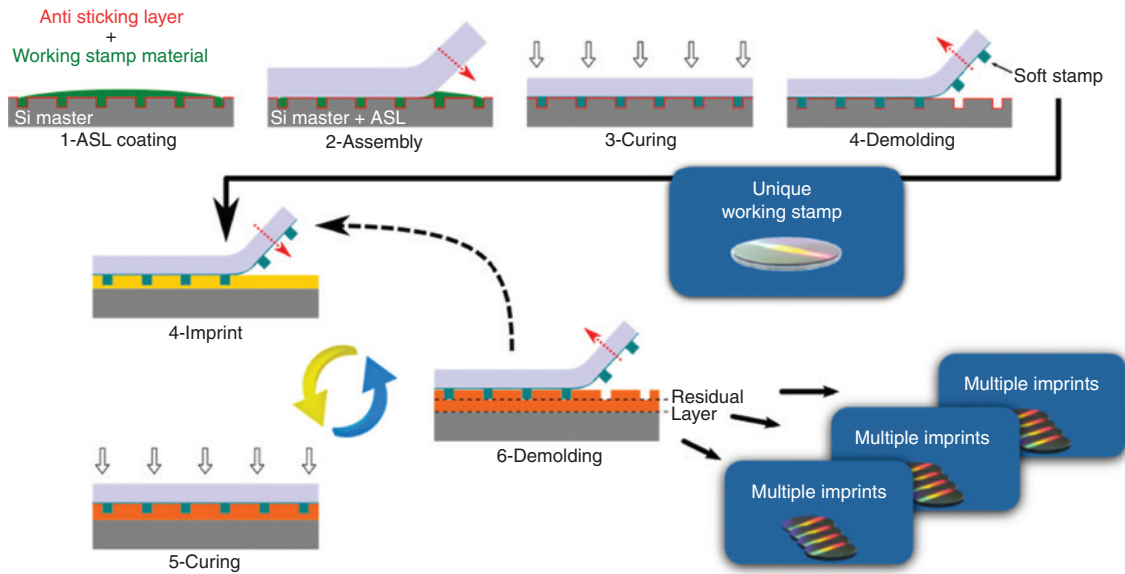 Anti sticking layer
+
Working stamp material
Si master
1-ASL coating
Si master + ASL
2-Assembly
3-Curing
Soft stamp
4-Demolding
Unique
working stamp
4-Imprint
Residual
Layer
6-Demolding
5-Curing
Multiple imprints
Multiple imprints
Multiple imprints